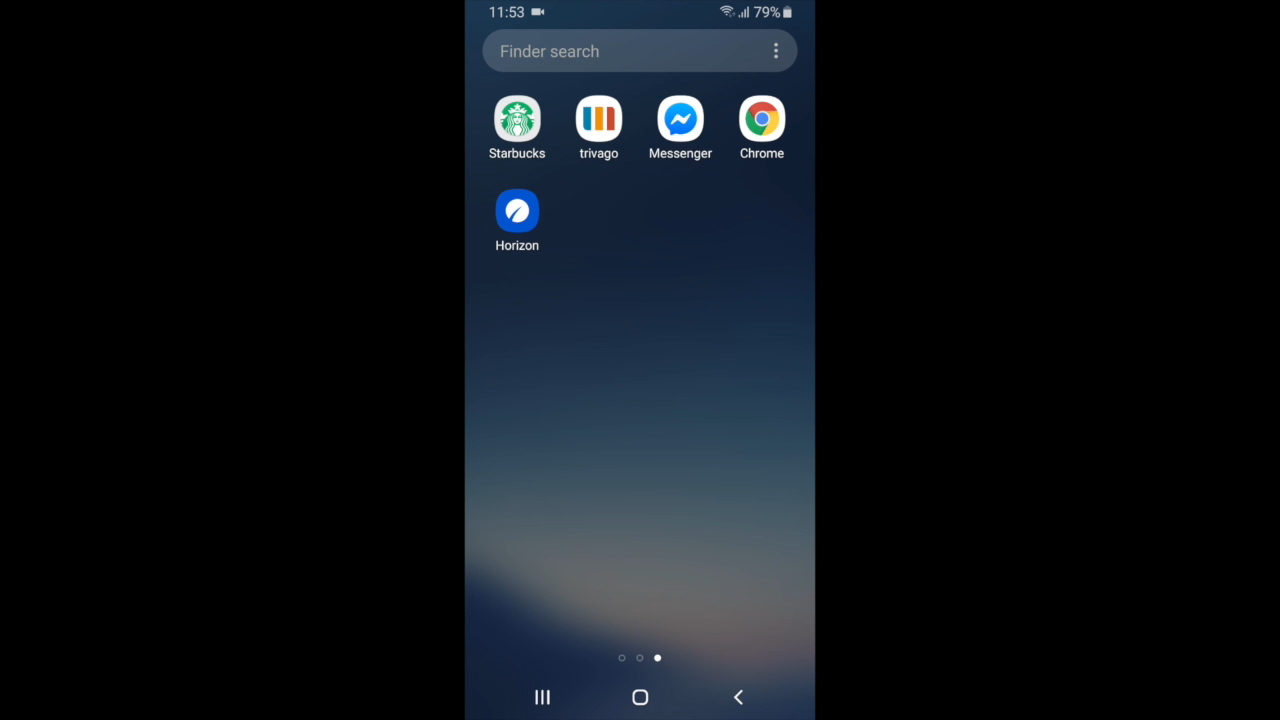 11:53 79%
Finder search
Starbucks trivago Messenger Chrome
Horizon